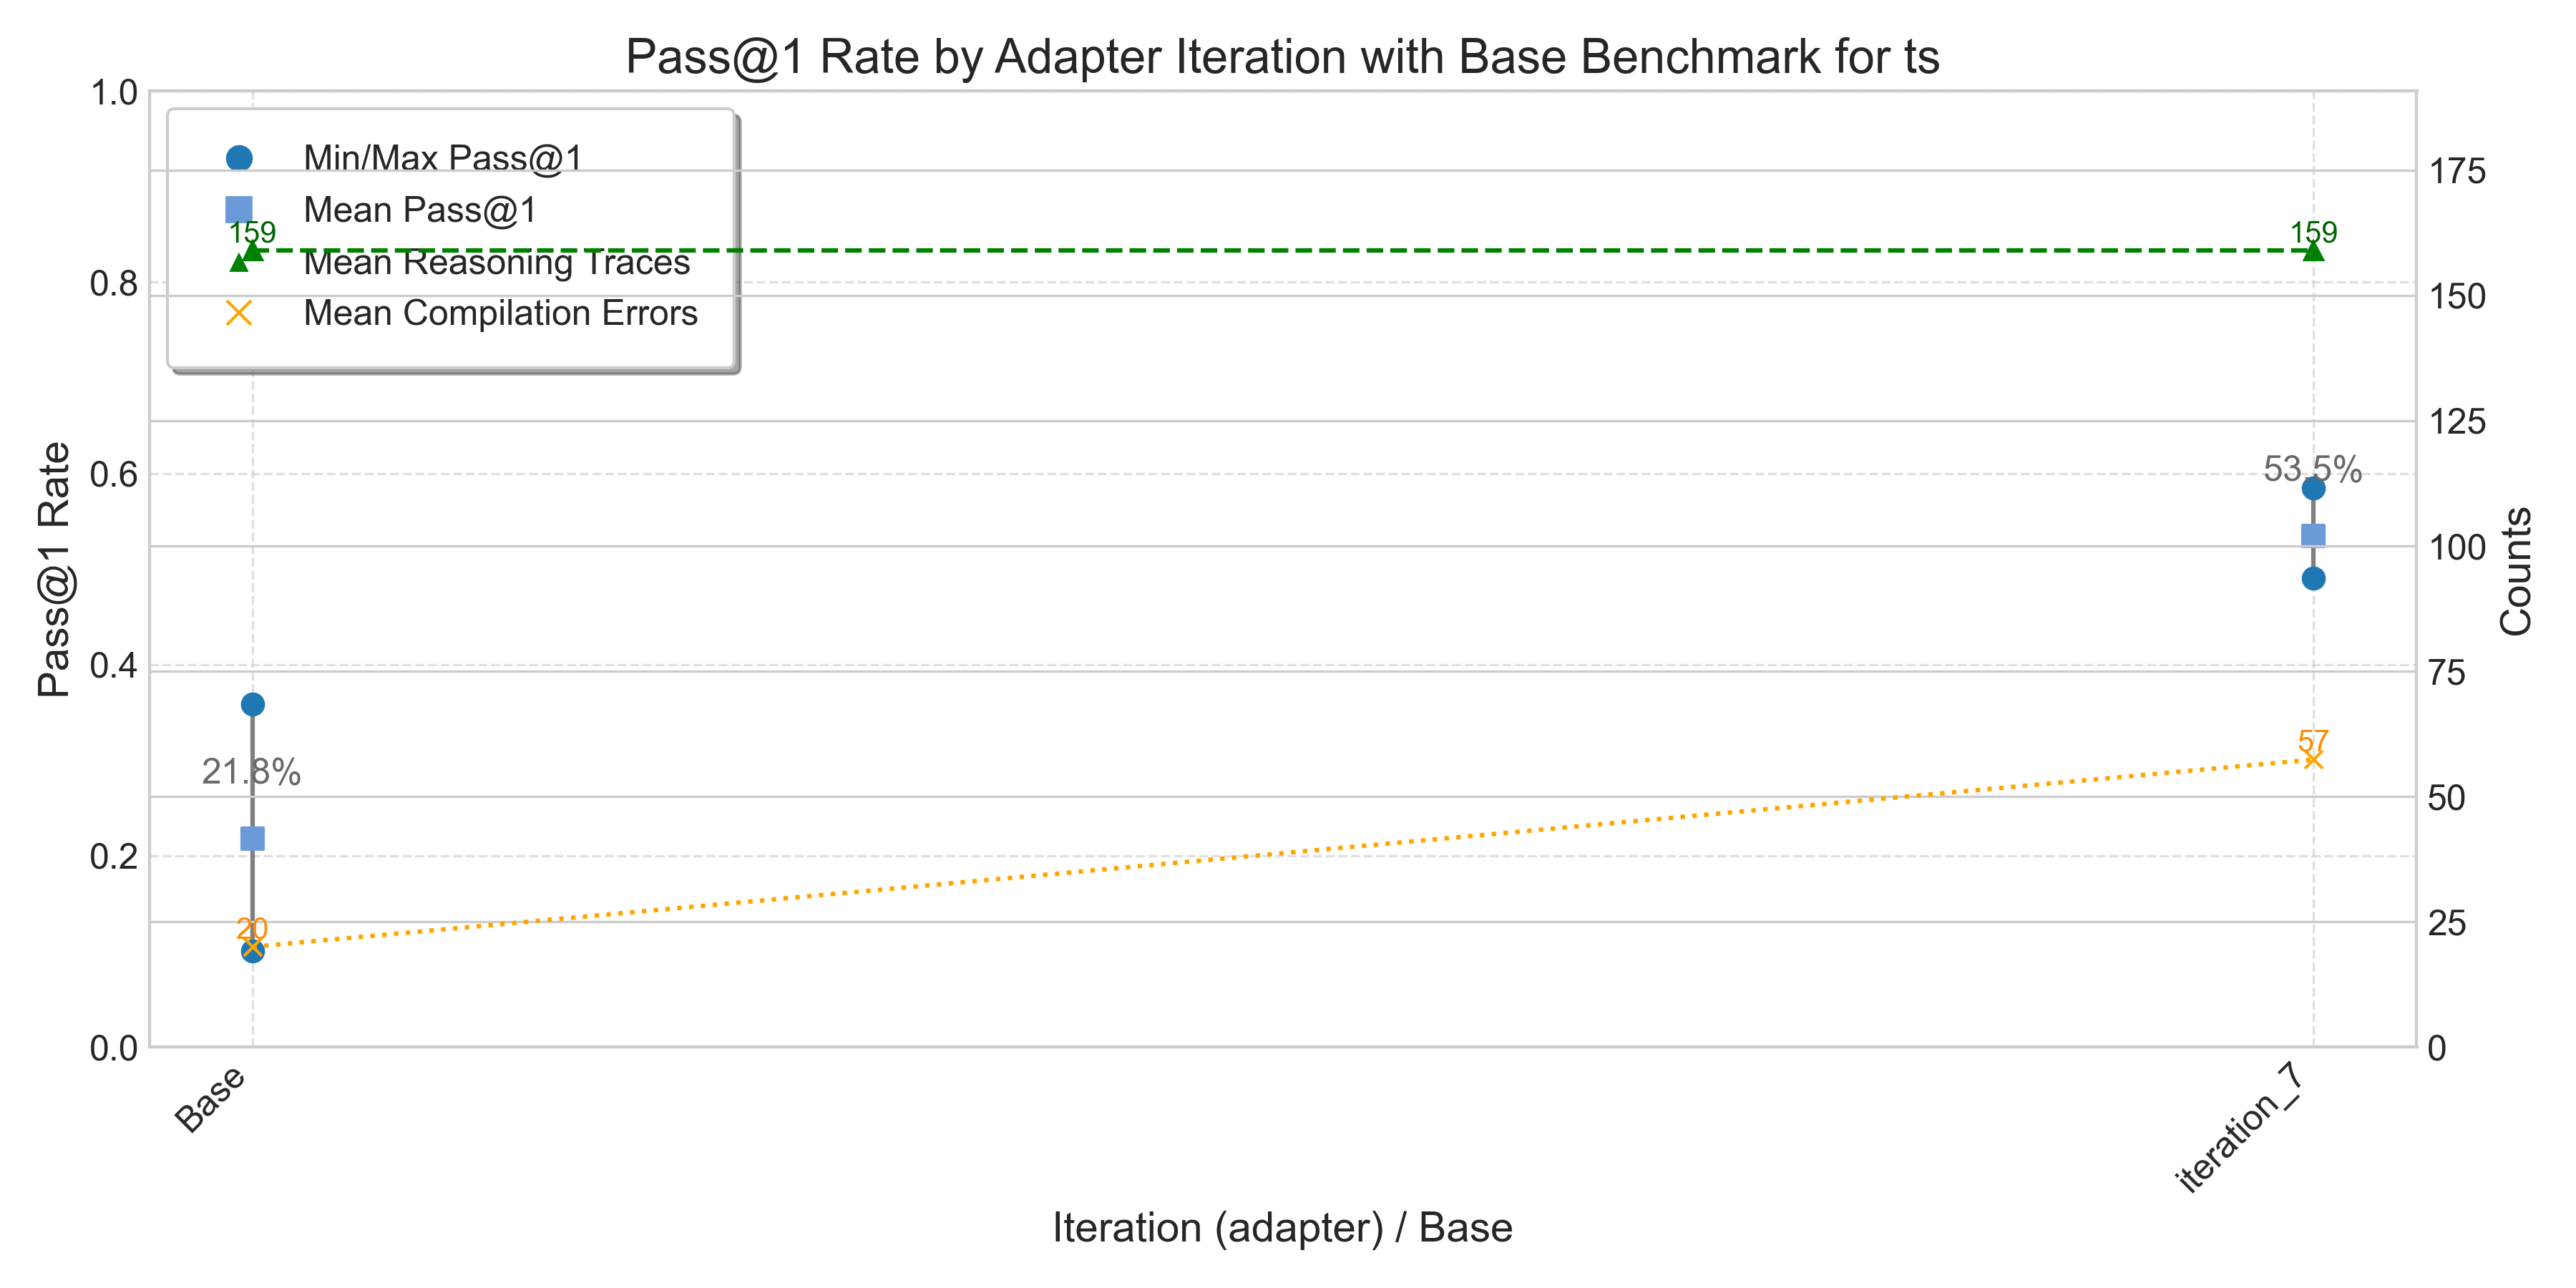 Pass@1 Rate by Adapter Iteration with Base Benchmark for ts
Min/Max Pass@1
Mean Pass@1
Mean Reasoning Traces
Mean Compilation Errors
Pass@1 Rate
1.0
0.8
0.6
0.4
0.2
0.0
159
159
53.5%
21.8%
57
20
175
150
125
100
75
50
25
0
Counts
Base
iteration_7
Iteration (adapter) / Base